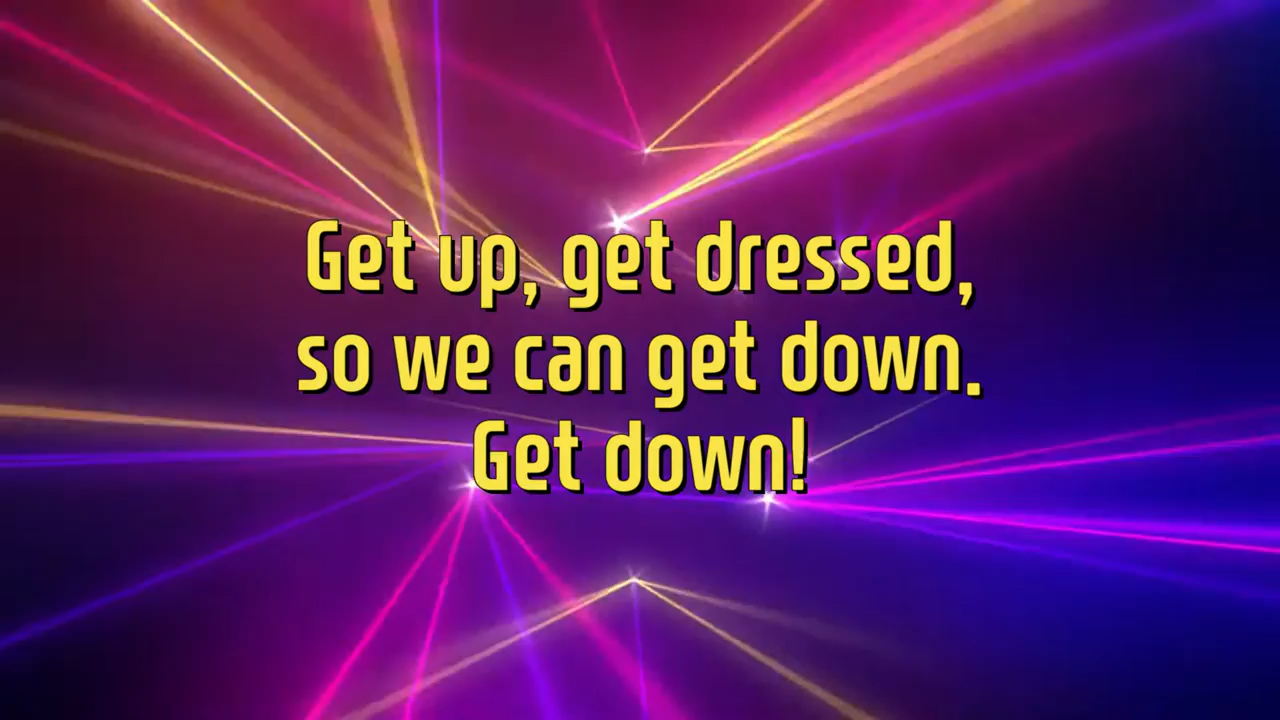 Get up, get dressed,
so we can get down.
Get down!